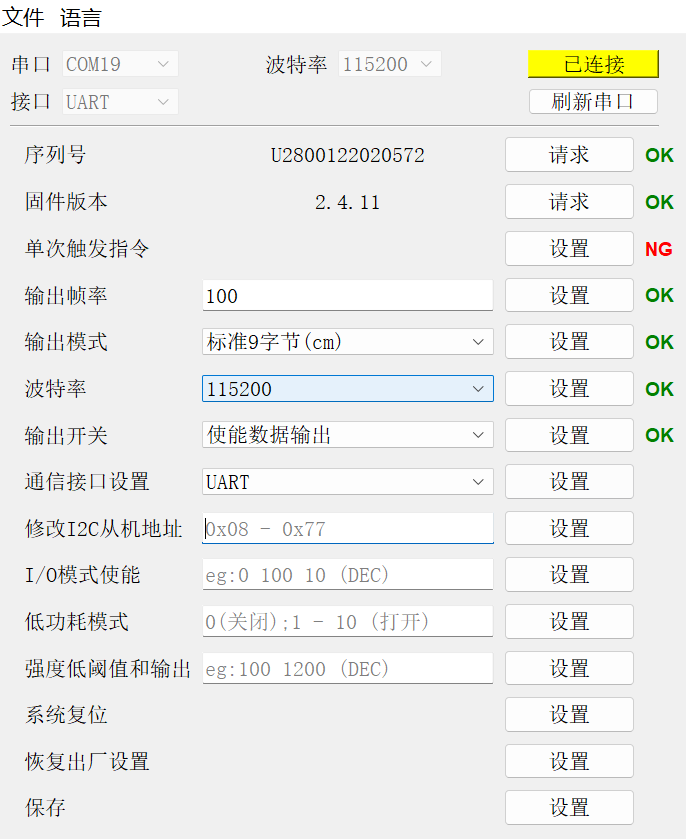 文件 语言
串口 COM19 波特率 115200 已连接
接口 UART 刷新串口
序列号 U2800122020572 请求 OK
固件版本 2.4.11 请求 OK
单次触发指令 设置 NG
输出帧率 100 设置 OK
输出模式 标准9字节(cm) 设置 OK
波特率 115200 设置 OK
输出开关 使能数据输出 设置 OK
通信接口设置 UART 设置
修改I2C从机地址 0x08 - 0x77 设置
I/O模式使能 eg:0 100 10 (DEC) 设置
低功耗模式 0(关闭);1 - 10 (打开) 设置
强度低阈值和输出 eg:100 1200 (DEC) 设置
系统复位 设置
恢复出厂设置 设置
保存 设置